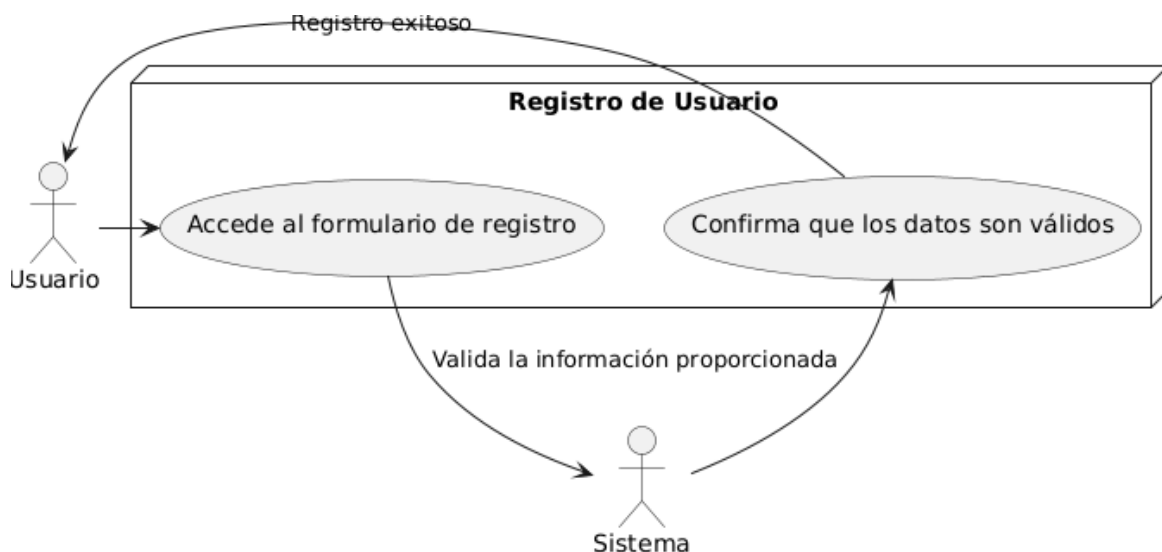 Registro exitoso
Registro de Usuario
Accede al formulario de registro
Confirma que los datos son válidos
Usuario
Valida la información proporcionada
Sistema